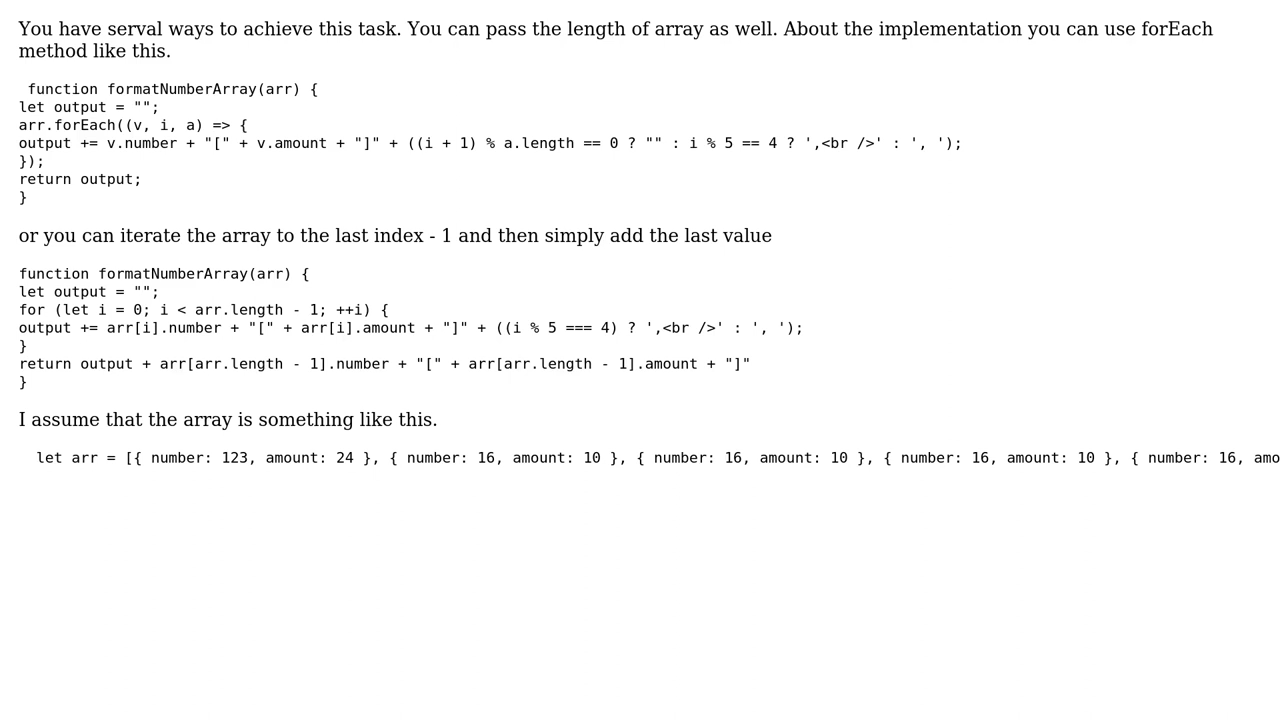 You have serval ways to achieve this task. You can pass the length of array as well. About the implementation you can use forEach
method like this.
function formatNumberArray(arr) {
let output = "";
arr.forEach((v, i, a) => {
output += v.number + "[" + v.amount + "]" + ((i + 1) % a.length == 0 ? "" : i % 5 == 4 ? ',<br />' : ', ');
});
return output;
}
or you can iterate the array to the last index - 1 and then simply add the last value
function formatNumberArray(arr) {
let output = "";
for (let i = 0; i < arr.length - 1; ++i) {
output += arr[i].number + "[" + arr[i].amount + "]" + ((i % 5 === 4) ? ',<br />' : ', ');
}
return output + arr[arr.length - 1].number + "[" + arr[arr.length - 1].amount + "]"
}
I assume that the array is something like this.
let arr = [{ number: 123, amount: 24 }, { number: 16, amount: 10 }, { number: 16, amount: 10 }, { number: 16, amount: 10 }, { number: 16, amo